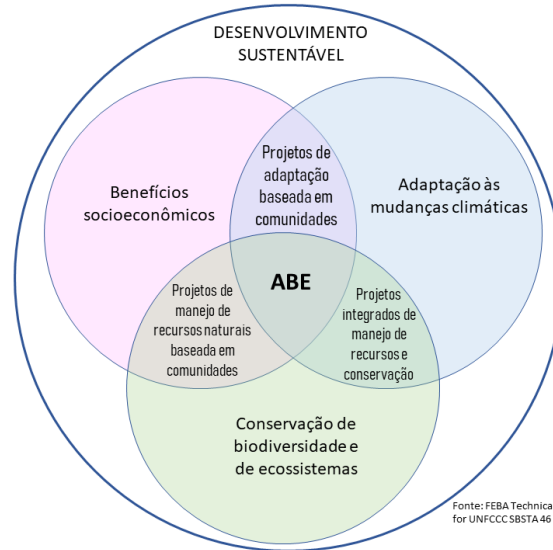 DESENVOLVIMENTO
SUSTENTÁVEL
Benefícios
socioeconômicos
Projetos de
adaptação
baseada em
comunidades
Adaptação às
mudanças climáticas
Projetos de
manejo de
recursos naturais
baseada em
comunidades
ABE
Projetos
integrados de
manejo de
recursos e
conservação
Conservação de
biodiversidade e
de ecossistemas
Fonte: FEBA Technica
for UNFCCC SBSTA 46